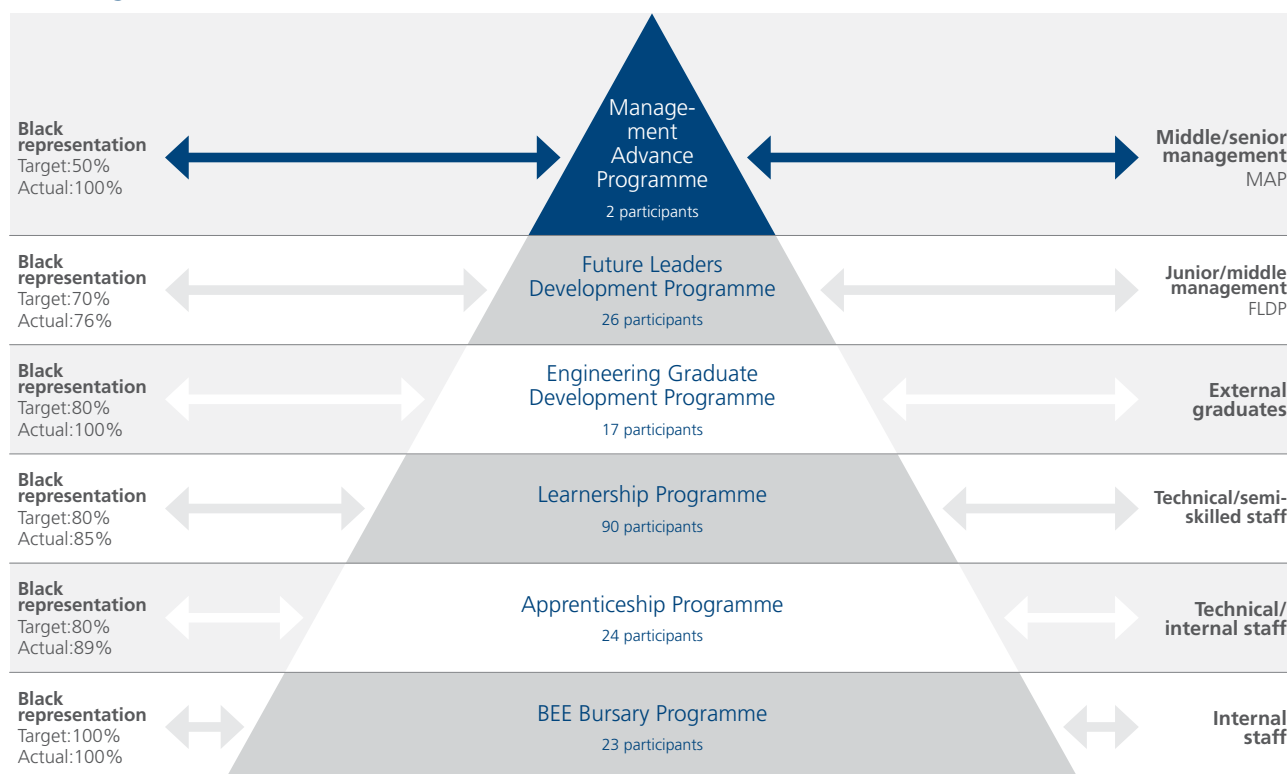 Black
representation
Target:50%
Actual:100%
Manage-
ment
Advance
Programme
2 participants
Middle/senior
management
MAP
Black
representation
Target:70%
Actual:76%
Future Leaders
Development Programme
26 participants
Junior/middle
management
FLDP
Black
representation
Target:80%
Actual:100%
Engineering Graduate
Development Programme
17 participants
External
graduates
Black
representation
Target:80%
Actual:85%
Learnership Programme
90 participants
Technical/semi-
skilled staff
Black
representation
Target:80%
Actual:89%
Apprenticeship Programme
24 participants
Technical/
internal staff
Black
representation
Target:100%
Actual:100%
BEE Bursary Programme
23 participants
Internal
staff